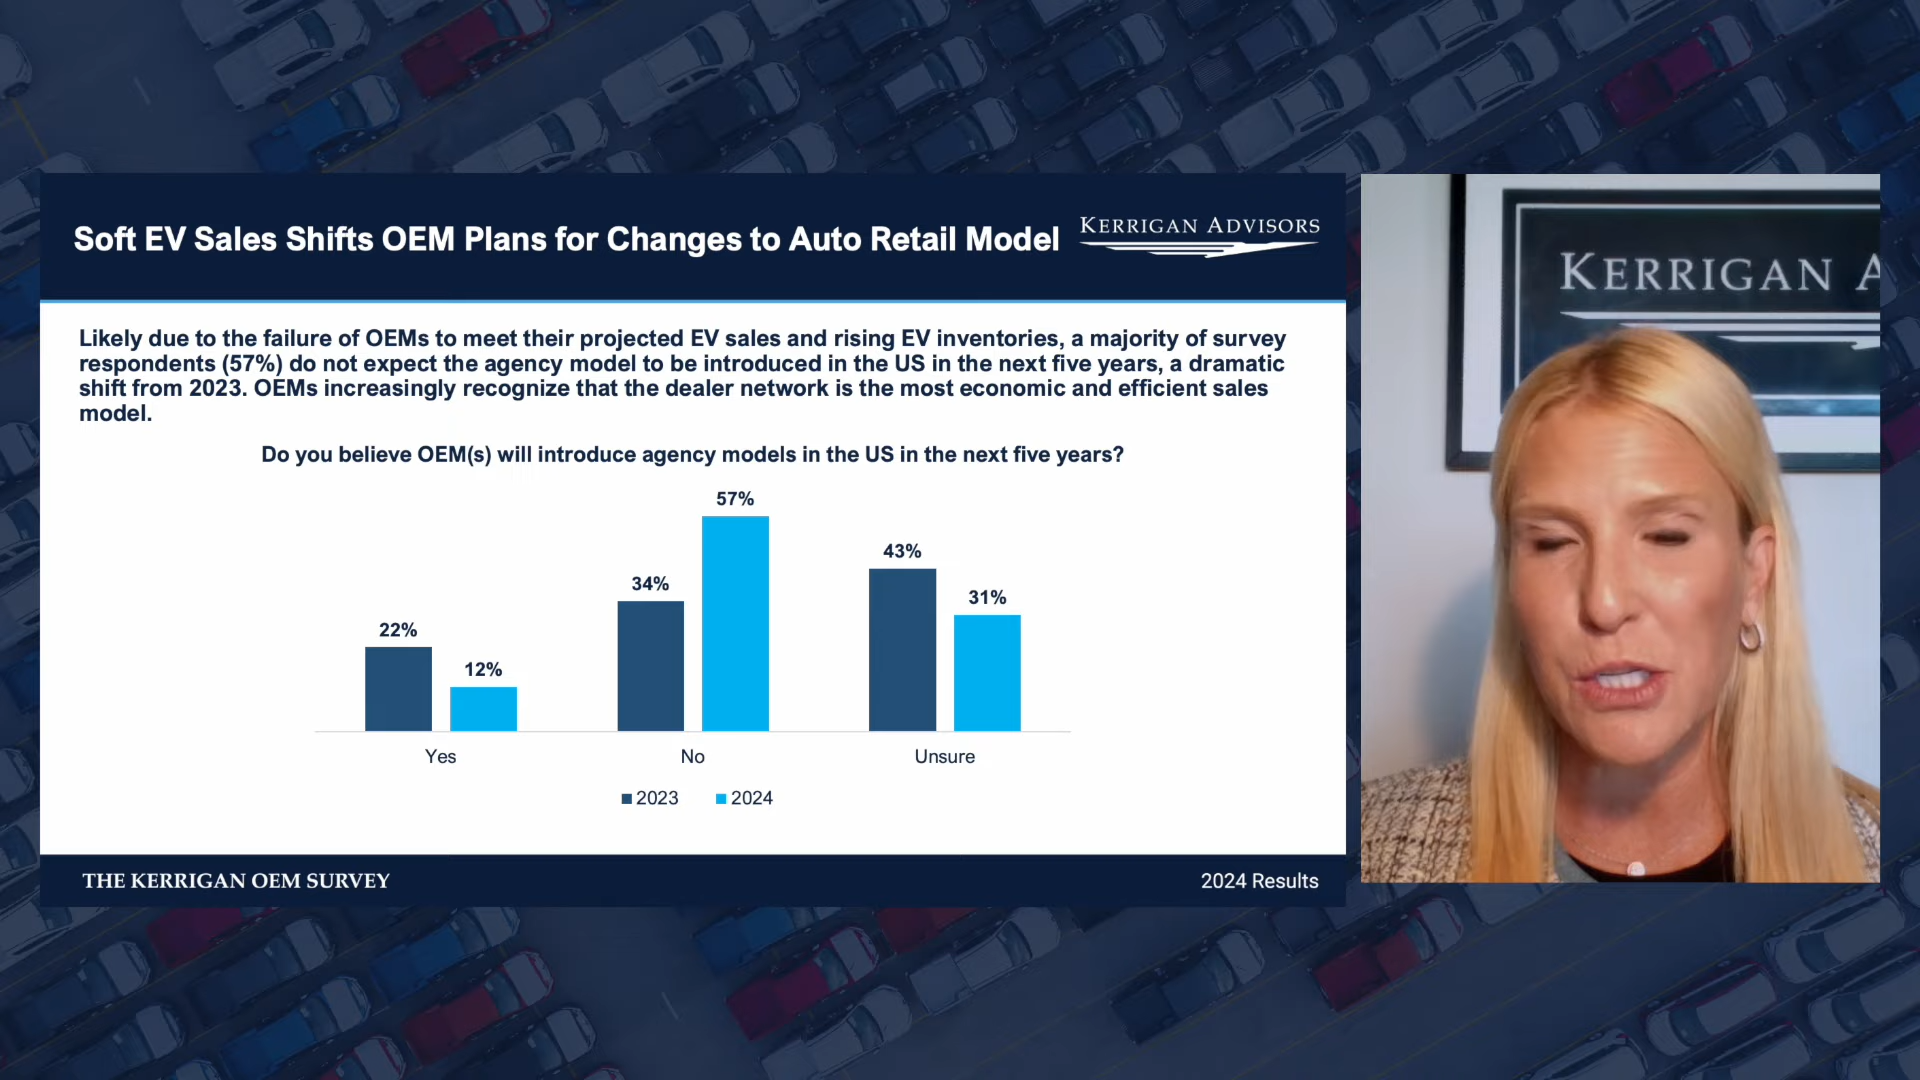 Soft EV Sales Shifts OEM Plans for Changes to Auto Retail Model
KERRIGAN ADVISORS
Likely due to the failure of OEMs to meet their projected EV sales and rising EV inventories, a majority of survey
respondents (57%) do not expect the agency model to be introduced in the US in the next five years, a dramatic
shift from 2023. OEMs increasingly recognize that the dealer network is the most economic and efficient sales
model.
Do you believe OEM(s) will introduce agency models in the US in the next five years?
57%
43%
34%
31%
22%
12%
Yes No Unsure
2023 2024
THE KERRIGAN OEM SURVEY
2024 Results
KERRIGAN A